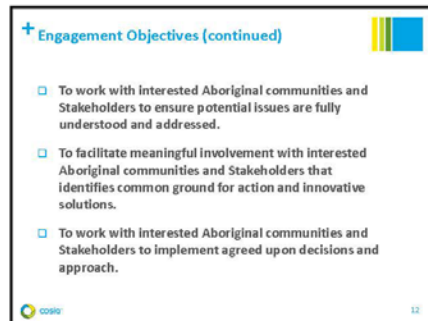 + Engagement Objectives (continued)
To work with interested Aboriginal communities and
Stakeholders to ensure potential issues are fully
understood and addressed.
To facilitate meaningful involvement with interested
Aboriginal communities and Stakeholders that
identifies common ground for action and innovative
solutions.
To work with interested Aboriginal communities and
Stakeholders to implement agreed upon decisions and
approach.
cosia
12